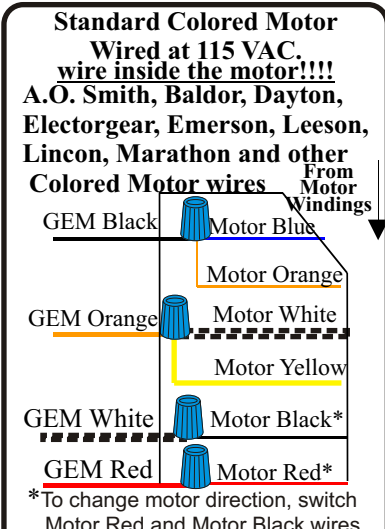 Standard Colored Motor
Wired at 115 VAC.
wire inside the motor!!!!
A.O. Smith, Baldor, Dayton,
Electorgear, Emerson, Leeson,
Lincon, Marathon and other
Colored Motor wires
From
Motor
Windings
GEM Black
Motor Blue
Motor Orange
GEM Orange
Motor White
Motor Yellow
GEM White
Motor Black*
GEM Red
Motor Red*
*To change motor direction, switch
Motor Red and Motor Black wires